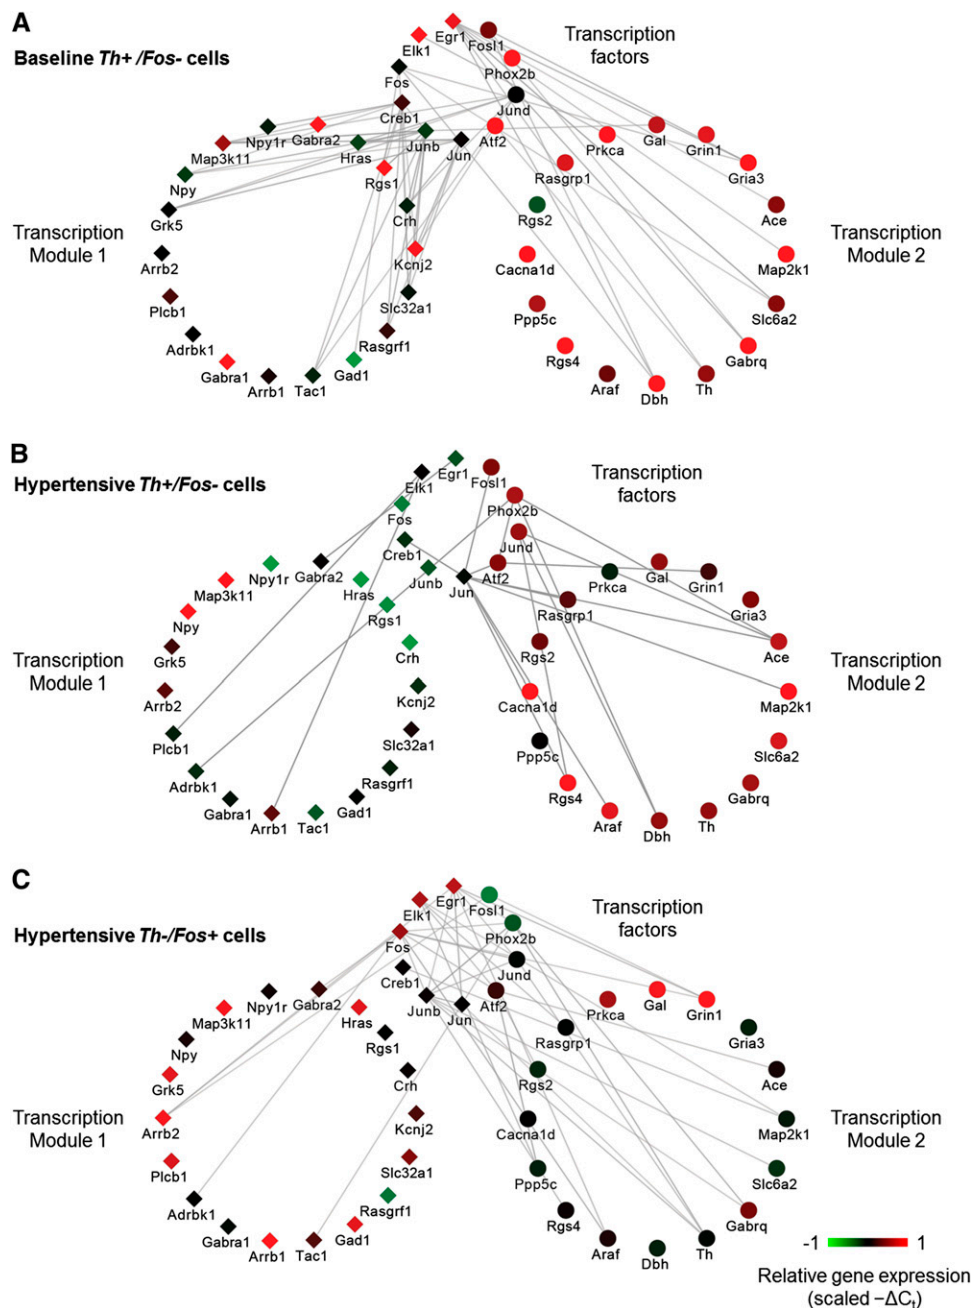 A
Baseline Th+ /Fos- cells
Transcription
factors
Egr1
Elk1
Fosl1
Phox2b
Fos
Jund
Creb1
Junb
Jun
Atf2
Npy1r
Gabra2
Hras
Map3k11
Rgs1
Npy
Grk5
Crh
Arrb2
Kcnj2
Plcb1
Slc32a1
Adrbk1
Rasgrf1
Gabra1
Arrb1
Tac1
Gad1
Prkca
Gal
Grin1
Rasgrp1
Gria3
Rgs2
Ace
Cacna1d
Map2k1
Ppp5c
Slc6a2
Rgs4
Gabrq
Araf
Dbh
Th
Transcription
Module 1
Transcription
Module 2
B
Hypertensive Th+/Fos- cells
Transcription
factors
Egr1
Elk1
Fosl1
Phox2b
Fos
Jund
Creb1
Junb
Jun
Atf2
Npy1r
Gabra2
Hras
Map3k11
Rgs1
Npy
Grk5
Crh
Arrb2
Kcnj2
Plcb1
Slc32a1
Adrbk1
Rasgrf1
Gabra1
Arrb1
Tac1
Gad1
Prkca
Gal
Grin1
Rasgrp1
Gria3
Rgs2
Ace
Cacna1d
Map2k1
Ppp5c
Slc6a2
Rgs4
Gabrq
Araf
Dbh
Th
Transcription
Module 1
Transcription
Module 2
C
Hypertensive Th-/Fos+ cells
Transcription
factors
Egr1
Elk1
Fosl1
Phox2b
Fos
Jund
Creb1
Junb
Jun
Atf2
Npy1r
Gabra2
Hras
Map3k11
Rgs1
Npy
Grk5
Crh
Arrb2
Kcnj2
Plcb1
Slc32a1
Adrbk1
Rasgrf1
Gabra1
Arrb1
Tac1
Gad1
Prkca
Gal
Grin1
Rasgrp1
Gria3
Rgs2
Ace
Cacna1d
Map2k1
Ppp5c
Slc6a2
Rgs4
Gabrq
Araf
Dbh
Th
Transcription
Module 1
Transcription
Module 2
-1 1
Relative gene expression
(scaled −ΔCt)